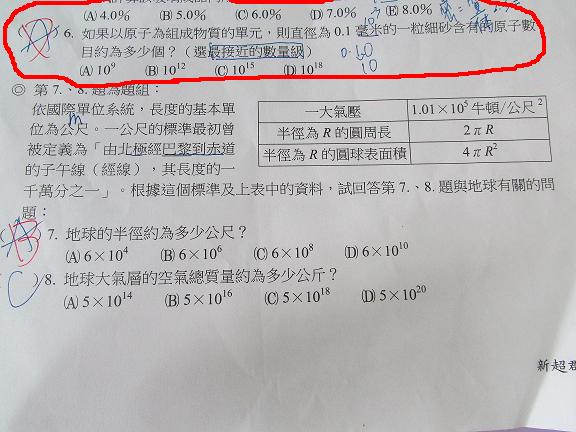 (A) 4.0% (B) 5.0% (C) 6.0% (D) 7.0% (E) 8.0%
6. 如果以原子為組成物質的單元,則直徑為 0.1 毫米的一粒細砂含有的原子數
目約為多少個?(選最接近的數量級)
(A) 10⁹ (B) 10¹² (C) 10¹⁵ (D) 10¹⁸
◎ 第 7.、8. 題為題組:
依國際單位系統,長度的基本單
位為公尺。一公尺的標準最初曾
被定義為「由北極經巴黎到赤道
的子午線(經線),其長度的一
千萬分之一」。根據這個標準及上表中的資料,試回答第 7.、8. 題與地球有關的問
題:
一大氣壓 1.01×10⁵ 牛頓/公尺²
半徑為 R 的圓周長 2πR
半徑為 R 的圓球表面積 4πR²
7. 地球的半徑約為多少公尺?
(A) 6×10⁴ (B) 6×10⁶ (C) 6×10⁸ (D) 6×10¹⁰
8. 地球大氣層的空氣總質量約為多少公斤?
(A) 5×10¹⁴ (B) 5×10¹⁶ (C) 5×10¹⁸ (D) 5×10²⁰
新超群